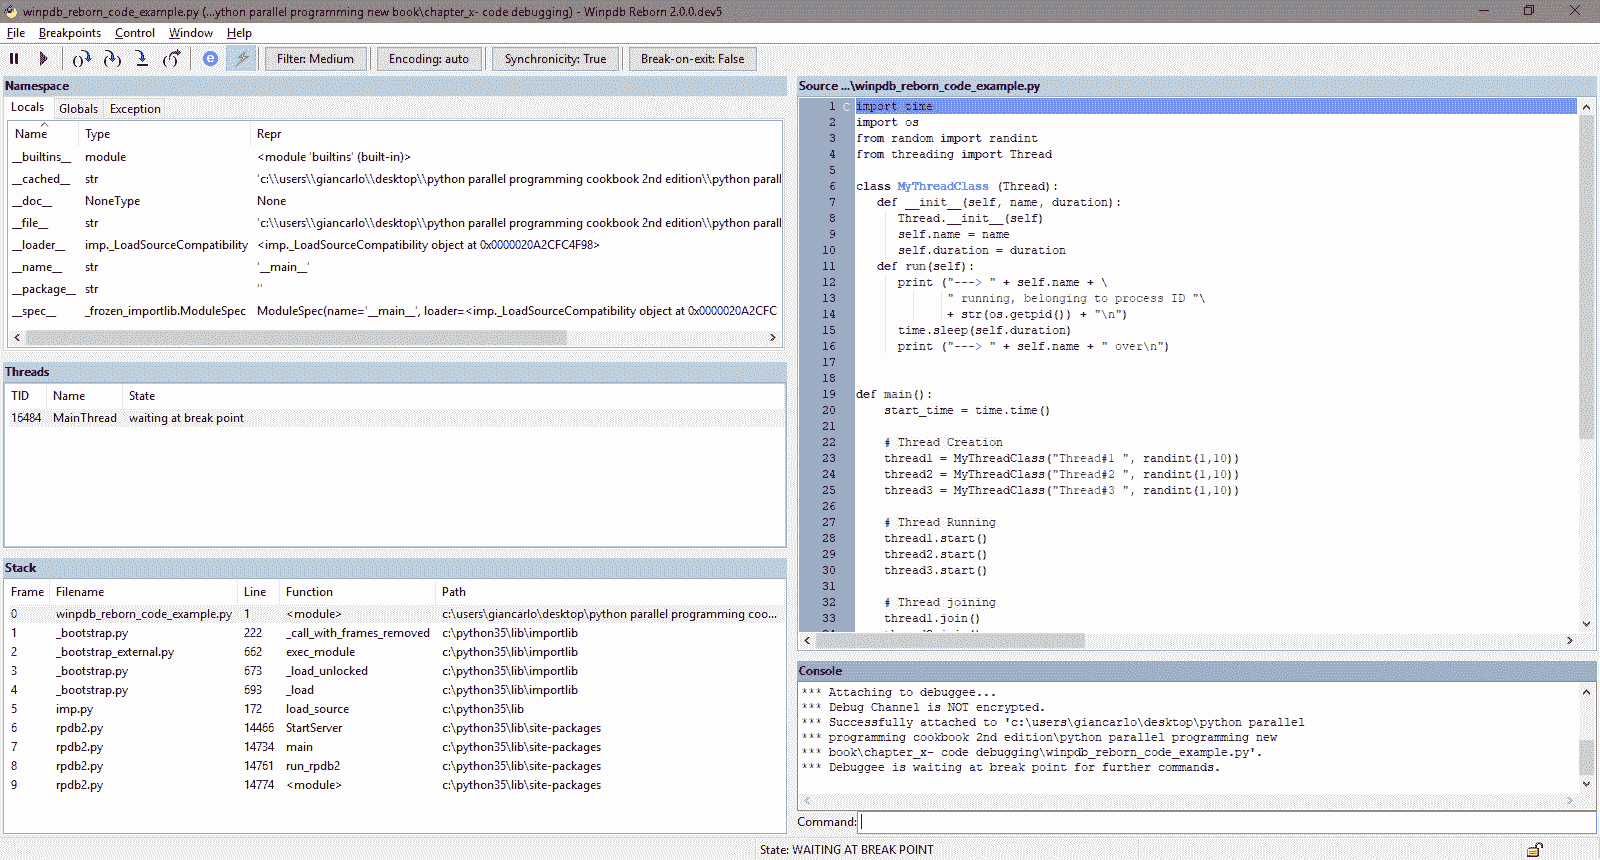 winpdb_reborn_code_example.py (...ython parallel programming new book\chapter_x- code debugging) - Winpdb Reborn 2.0.0.dev5
File Breakpoints Control Window Help
Filter: Medium Encoding: auto Synchronicity: True Break-on-exit: False
Namespace
Locals Globals Exception
Name Type Repr
__builtins__ module <module 'builtins' (built-in)>
__cached__ str 'c:\\users\\giancarlo\\desktop\\python parallel programming cookbook 2nd edition\\python parall
__doc__ NoneType None
__file__ str 'c:\\users\\giancarlo\\desktop\\python parallel programming cookbook 2nd edition\\python parall
__loader__ imp._LoadSourceCompatibility <imp._LoadSourceCompatibility object at 0x0000020A2CFC4F98>
__name__ str '__main__'
__package__ str ''
__spec__ _frozen_importlib.ModuleSpec ModuleSpec(name='__main__', loader=<imp._LoadSourceCompatibility object at 0x0000020A2CFC
Threads
TID Name State
16484 MainThread waiting at break point
Stack
Frame Filename Line Function Path
0 winpdb_reborn_code_example.py 1 <module> c:\users\giancarlo\desktop\python parallel programming coo...
1 _bootstrap.py 222 _call_with_frames_removed c:\python35\lib\importlib
2 _bootstrap_external.py 662 exec_module c:\python35\lib\importlib
3 _bootstrap.py 673 _load_unlocked c:\python35\lib\importlib
4 _bootstrap.py 693 _load c:\python35\lib\importlib
5 imp.py 172 load_source c:\python35\lib
6 rpdb2.py 14466 StartServer c:\python35\lib\site-packages
7 rpdb2.py 14734 main c:\python35\lib\site-packages
8 rpdb2.py 14761 run_rpdb2 c:\python35\lib\site-packages
9 rpdb2.py 14774 <module> c:\python35\lib\site-packages
Source ...\winpdb_reborn_code_example.py
1 C import time
2 import os
3 from random import randint
4 from threading import Thread
5
6 class MyThreadClass (Thread):
7 def __init__(self, name, duration):
8 Thread.__init__(self)
9 self.name = name
10 self.duration = duration
11 def run(self):
12 print ("---> " + self.name + \
13 " running, belonging to process ID "\
14 + str(os.getpid()) + "\n")
15 time.sleep(self.duration)
16 print ("---> " + self.name + " over\n")
17
18
19 def main():
20 start_time = time.time()
21
22 # Thread Creation
23 thread1 = MyThreadClass("Thread#1 ", randint(1,10))
24 thread2 = MyThreadClass("Thread#2 ", randint(1,10))
25 thread3 = MyThreadClass("Thread#3 ", randint(1,10))
26
27 # Thread Running
28 thread1.start()
29 thread2.start()
30 thread3.start()
31
32 # Thread joining
33 thread1.join()
Console
*** Attaching to debuggee...
*** Debug Channel is NOT encrypted.
*** Successfully attached to 'c:\users\giancarlo\desktop\python parallel
*** programming cookbook 2nd edition\python parallel programming new
*** book\chapter_x- code debugging\winpdb_reborn_code_example.py'.
*** Debuggee is waiting at break point for further commands.
Command:
State: WAITING AT BREAK POINT